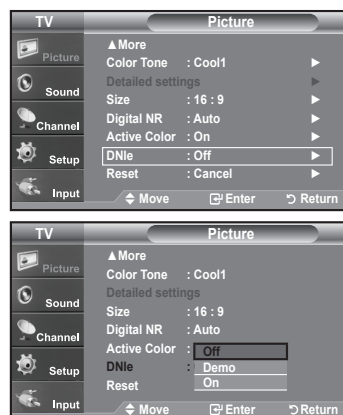 TV Picture
▲More
Picture
Color Tone : Cool1 ►
Detailed settings ►
Sound
Size : 16 : 9 ►
Digital NR : Auto ►
Channel
Active Color : On ►
DNIe : Off ►
Setup
Reset : Cancel ►
Input
Move Enter Return
TV Picture
▲More
Picture
Color Tone : Cool1
Detailed settings
Sound
Size : 16 : 9
Digital NR : Auto
Channel
Active Color : Off
DNIe : Demo
Setup
Reset On
Input
Move Enter Return